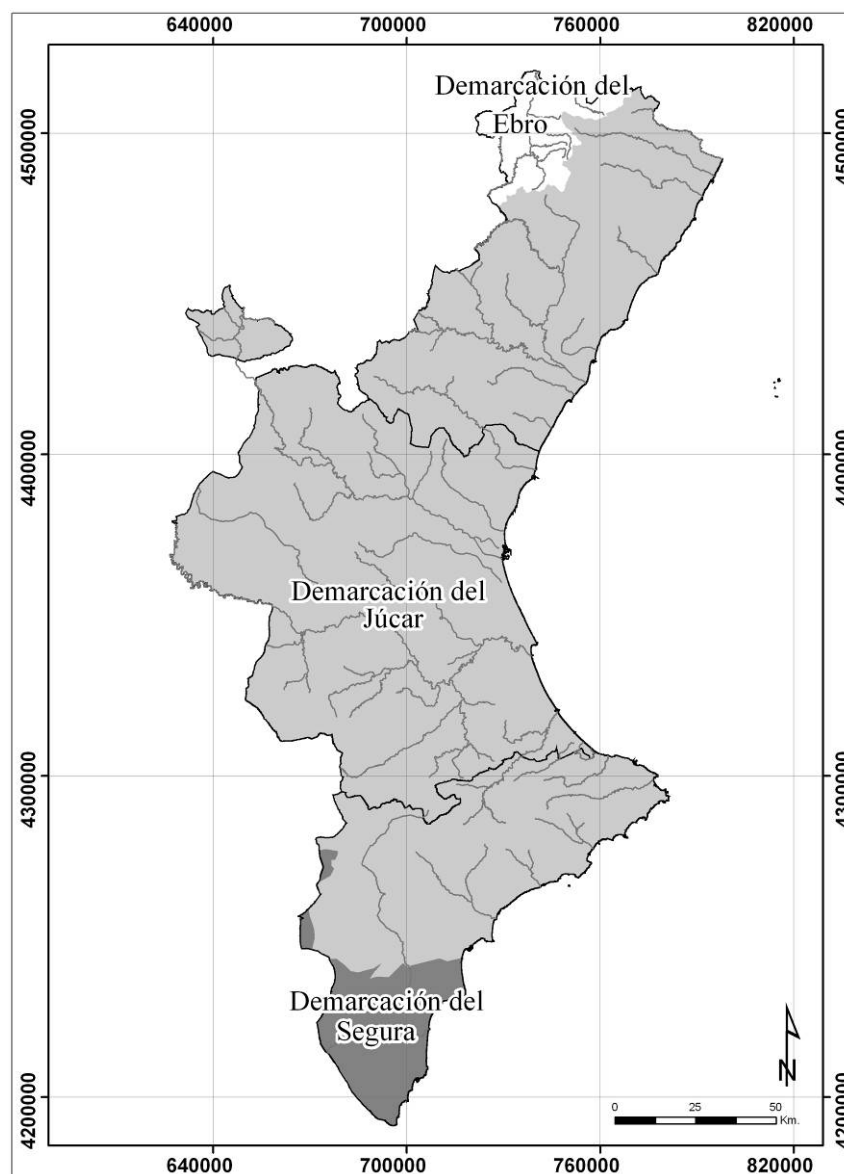 640000 700000 760000 820000
Demarcación del
Ebro
4500000 4500000
4400000 4400000
Demarcación del
Júcar
4300000 4300000
Demarcación del
Segura
N
0 25 50
Km.
4200000 4200000
640000 700000 760000 820000